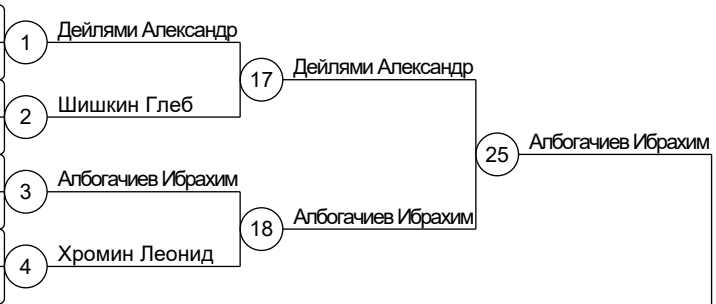 1 Дейлями Александр
17 Дейлями Александр
2 Шишкин Глеб
25 Албогачиев Ибрахим
3 Албогачиев Ибрахим
18 Албогачиев Ибрахим
4 Хромин Леонид